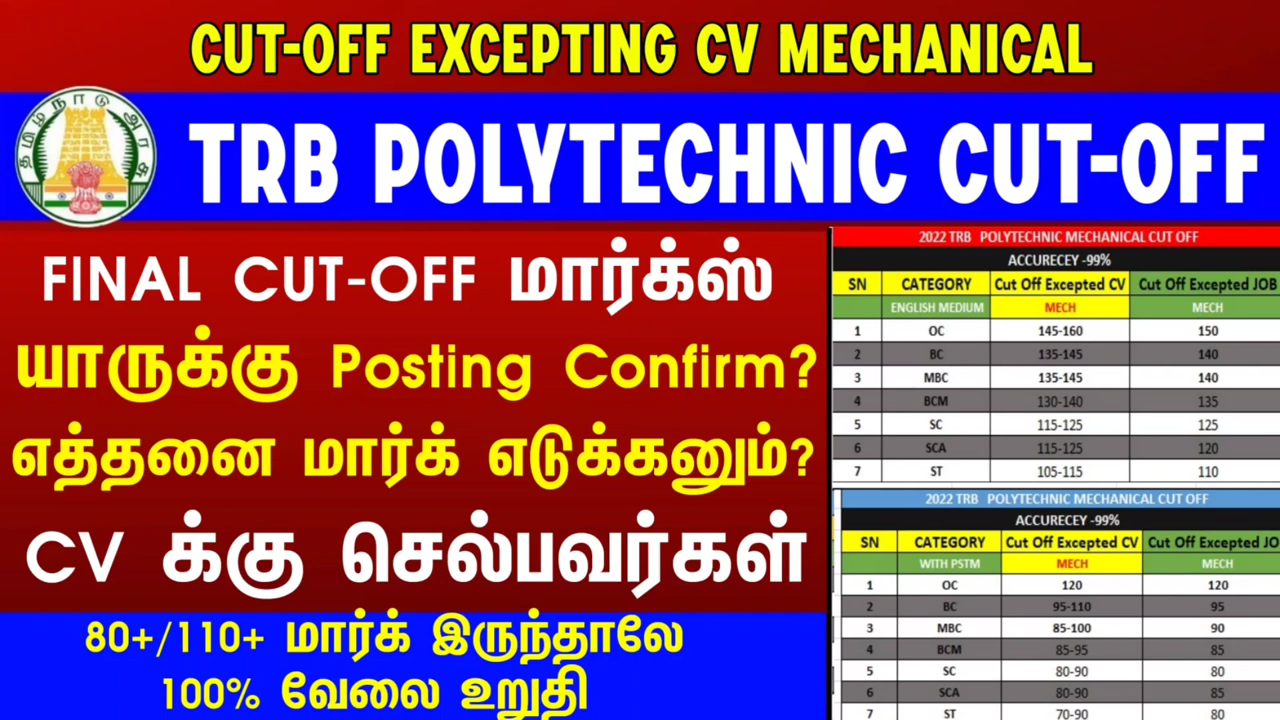 CUT-OFF EXCEPTING CV MECHANICAL
தமிழ்நாடு அரசு
TRB POLYTECHNIC CUT-OFF
FINAL CUT-OFF மார்க்ஸ்
யாருக்கு Posting Confirm?
எத்தனை மார்க் எடுக்கனும்?
CV க்கு செல்பவர்கள்
80+/110+ மார்க் இருந்தாலே
100% வேலை உறுதி
2022 TRB POLYTECHNIC MECHANICAL CUT OFF
ACCURECEY -99%
SN CATEGORY Cut Off Excepted CV Cut Off Excepted JOB
ENGLISH MEDIUM MECH MECH
1 OC 145-160 150
2 BC 135-145 140
3 MBC 135-145 140
4 BCM 130-140 135
5 SC 115-125 125
6 SCA 115-125 120
7 ST 105-115 110
2022 TRB POLYTECHNIC MECHANICAL CUT OFF
ACCURECEY -99%
SN CATEGORY Cut Off Excepted CV Cut Off Excepted JO
WITH PSTM MECH MECH
1 OC 120 120
2 BC 95-110 95
3 MBC 85-100 90
4 BCM 85-95 85
5 SC 80-90 80
6 SCA 80-90 85
7 ST 70-90 80